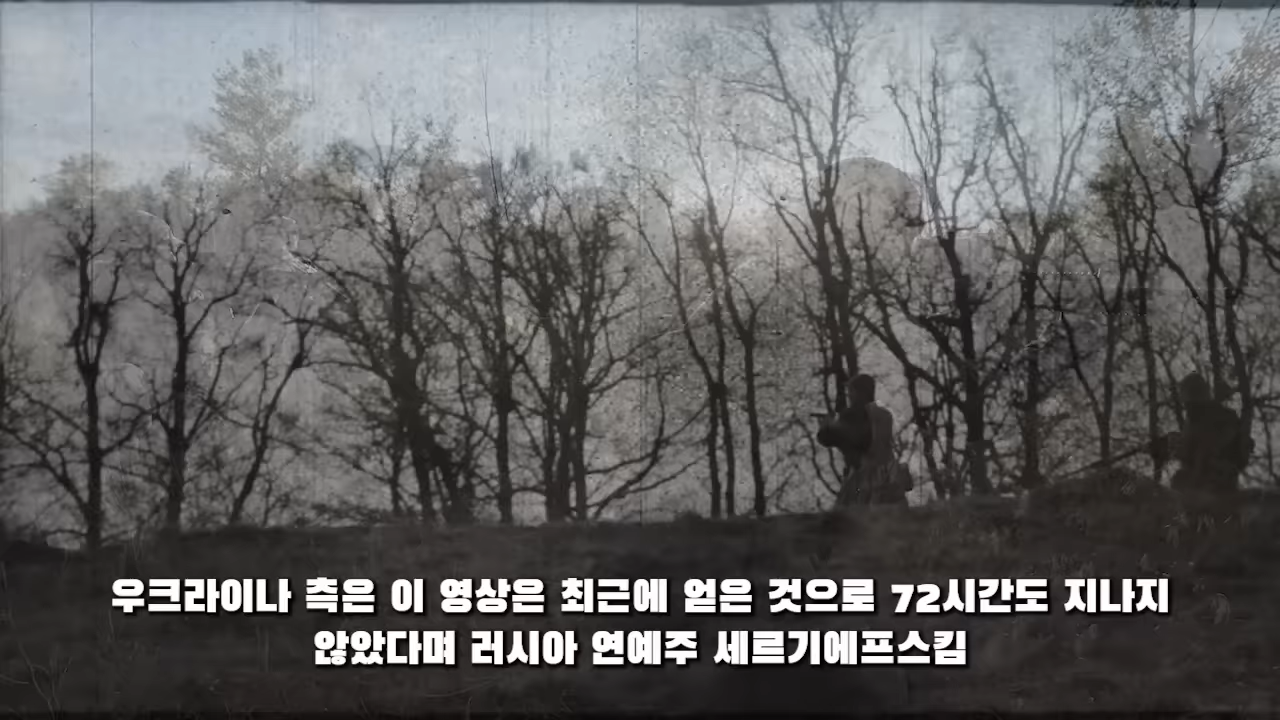 우크라이나 측은 이 영상은 최근에 얻은 것으로 72시간도 지나지
않았다며 러시아 연예주 세르기에프스킴